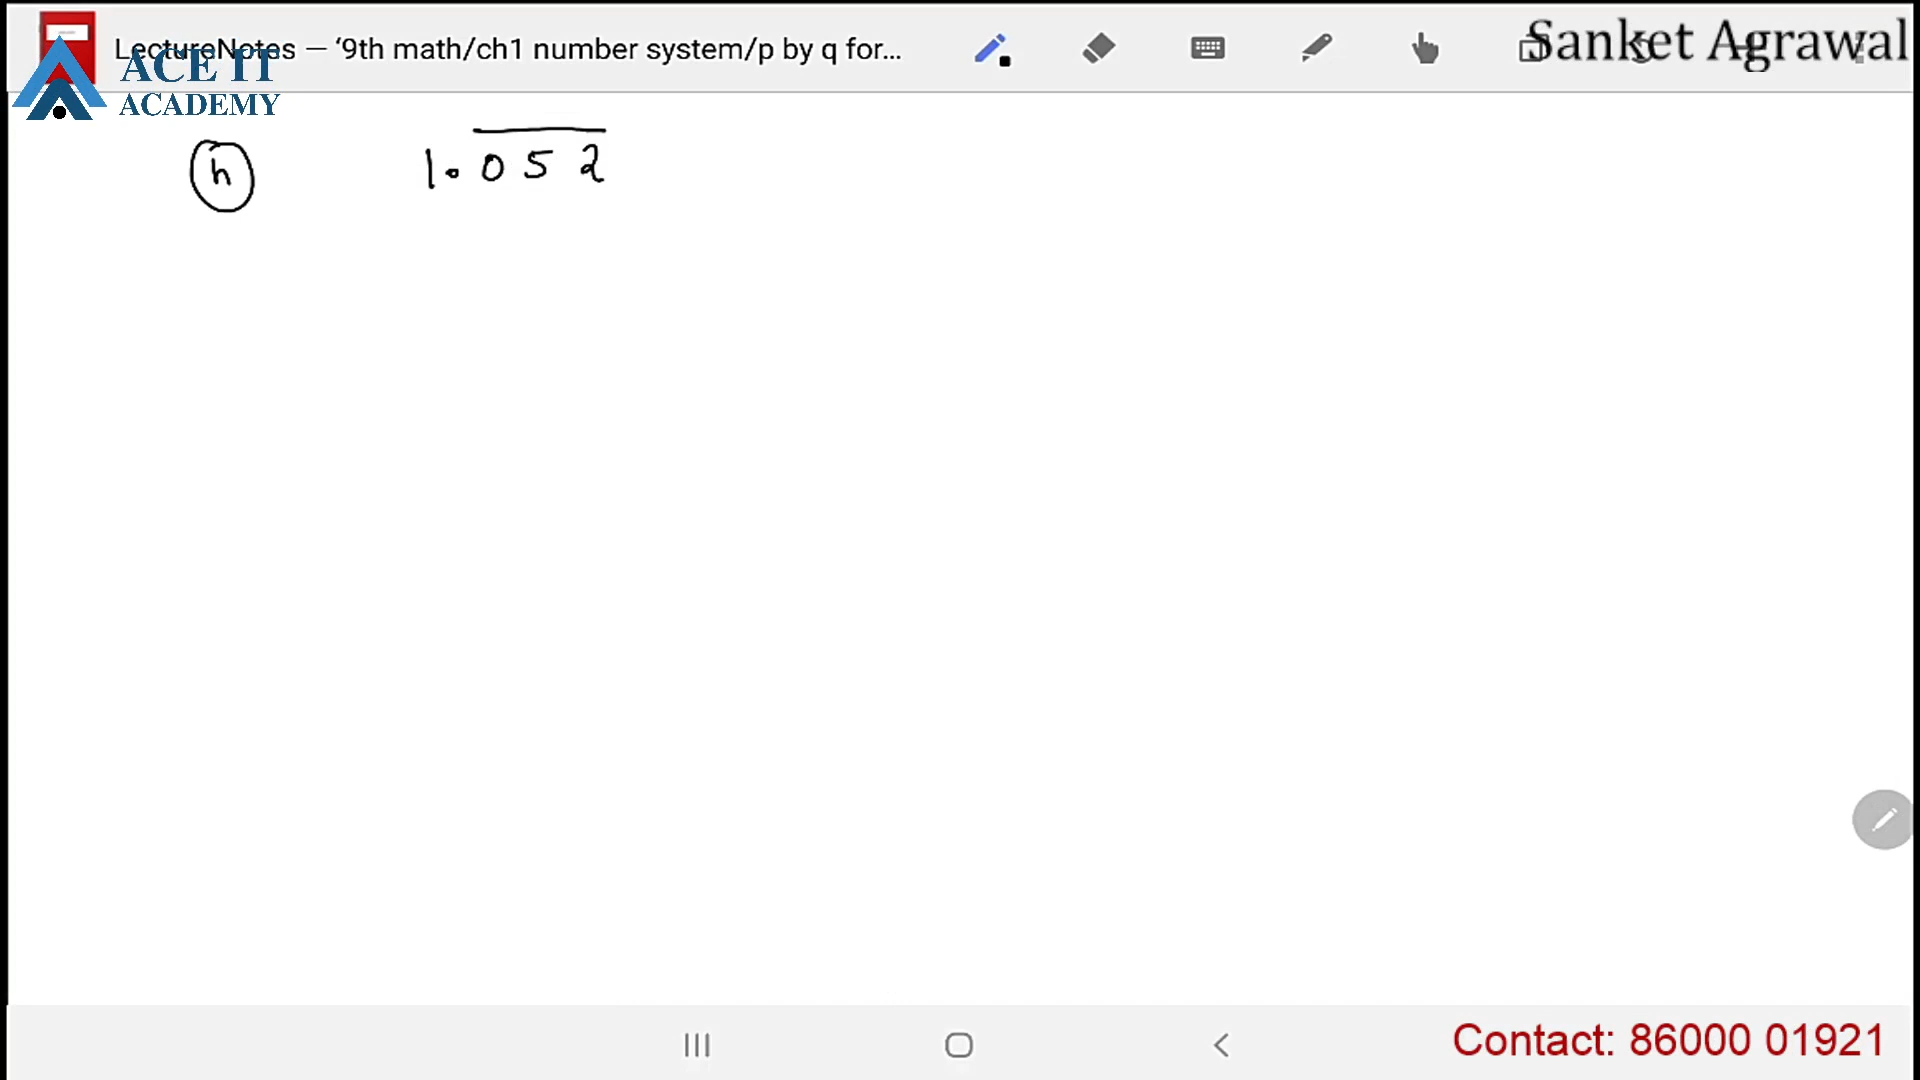 LectureNotes — ‘9th math/ch1 number system/p by q for...
Sanket Agrawal
ACE IT
ACADEMY
h 1.0̅5̅2̅
Contact: 86000 01921